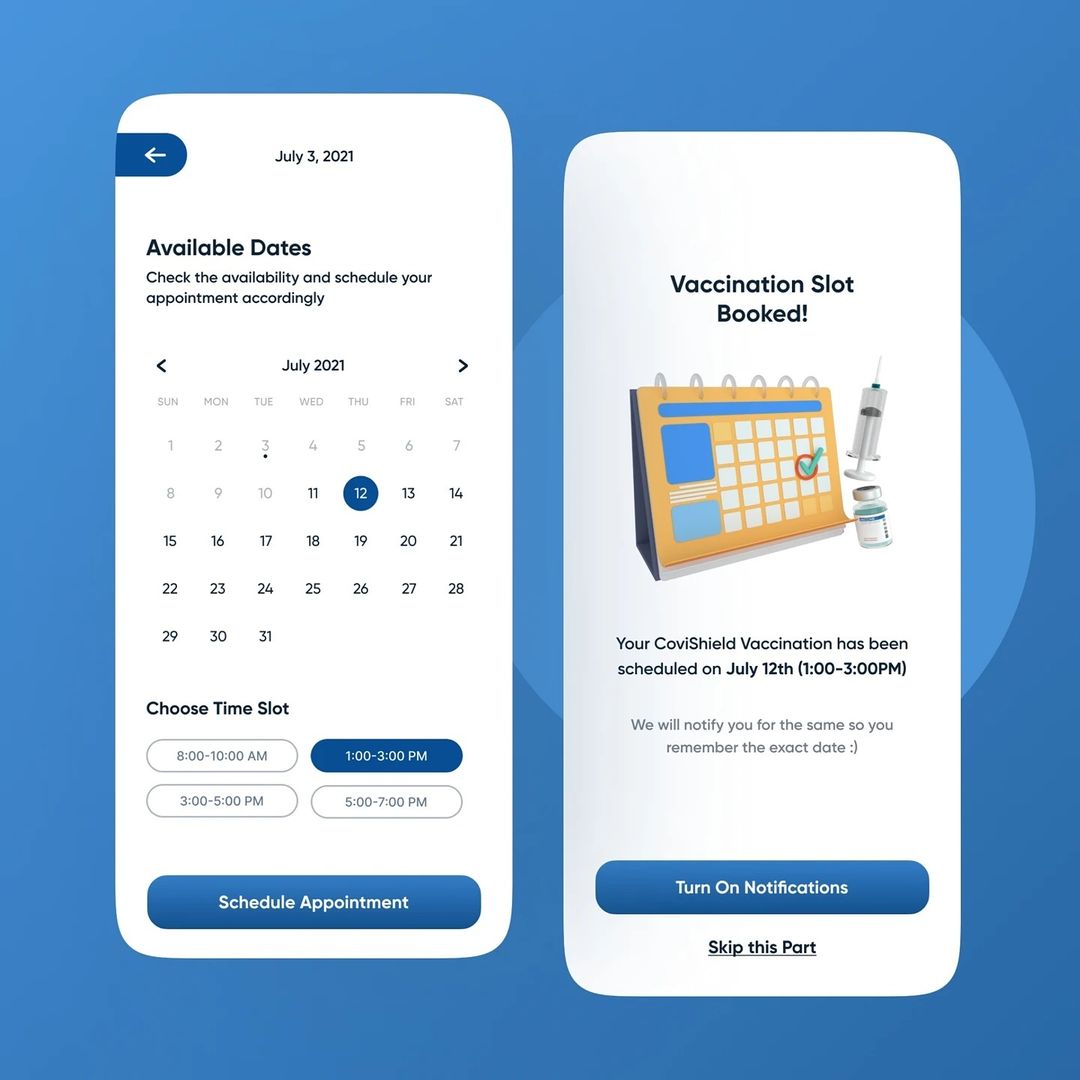 July 3, 2021
Available Dates
Check the availability and schedule your
appointment accordingly
July 2021
SUN MON TUE WED THU FRI SAT
1 2 3 4 5 6 7
8 9 10 11 12 13 14
15 16 17 18 19 20 21
22 23 24 25 26 27 28
29 30 31
Choose Time Slot
8:00-10:00 AM 1:00-3:00 PM
3:00-5:00 PM 5:00-7:00 PM
Schedule Appointment
Vaccination Slot
Booked!
Your CoviShield Vaccination has been
scheduled on July 12th (1:00-3:00PM)
We will notify you for the same so you
remember the exact date :)
Turn On Notifications
Skip this Part